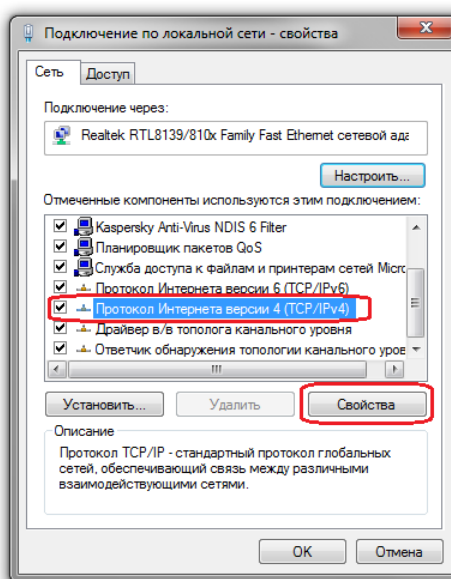 Подключение по локальной сети - свойства
Сеть Доступ
Подключение через:
Realtek RTL8139/810x Family Fast Ethernet сетевой ада
Настроить...
Отмеченные компоненты используются этим подключением:
Kaspersky Anti-Virus NDIS 6 Filter
Планировщик пакетов QoS
Служба доступа к файлам и принтерам сетей Micro
Протокол Интернета версии 6 (TCP/IPv6)
Протокол Интернета версии 4 (TCP/IPv4)
Драйвер в/в тополога канального уровня
Ответчик обнаружения топологии канального уров
Установить... Удалить Свойства
Описание
Протокол TCP/IP - стандартный протокол глобальных
сетей, обеспечивающий связь между различными
взаимодействующими сетями.
ОК Отмена